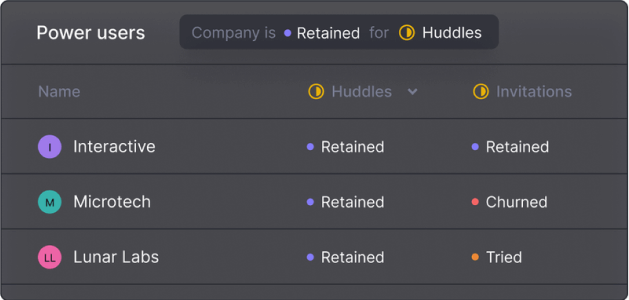 Power users Company is Retained for Huddles
Name Huddles Invitations
I Interactive Retained Retained
M Microtech Retained Churned
LL Lunar Labs Retained Tried